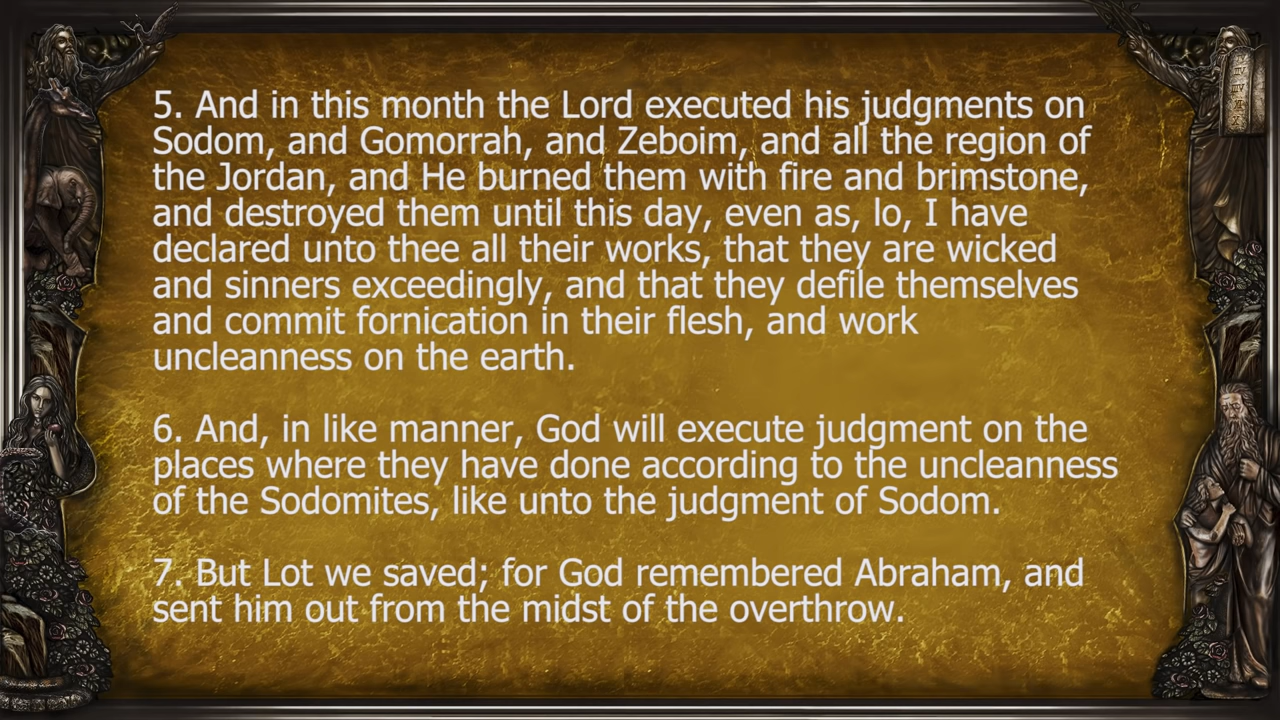 5. And in this month the Lord executed his judgments on
Sodom, and Gomorrah, and Zeboim, and all the region of
the Jordan, and He burned them with fire and brimstone,
and destroyed them until this day, even as, lo, I have
declared unto thee all their works, that they are wicked
and sinners exceedingly, and that they defile themselves
and commit fornication in their flesh, and work
uncleanness on the earth.
6. And, in like manner, God will execute judgment on the
places where they have done according to the uncleanness
of the Sodomites, like unto the judgment of Sodom.
7. But Lot we saved; for God remembered Abraham, and
sent him out from the midst of the overthrow.